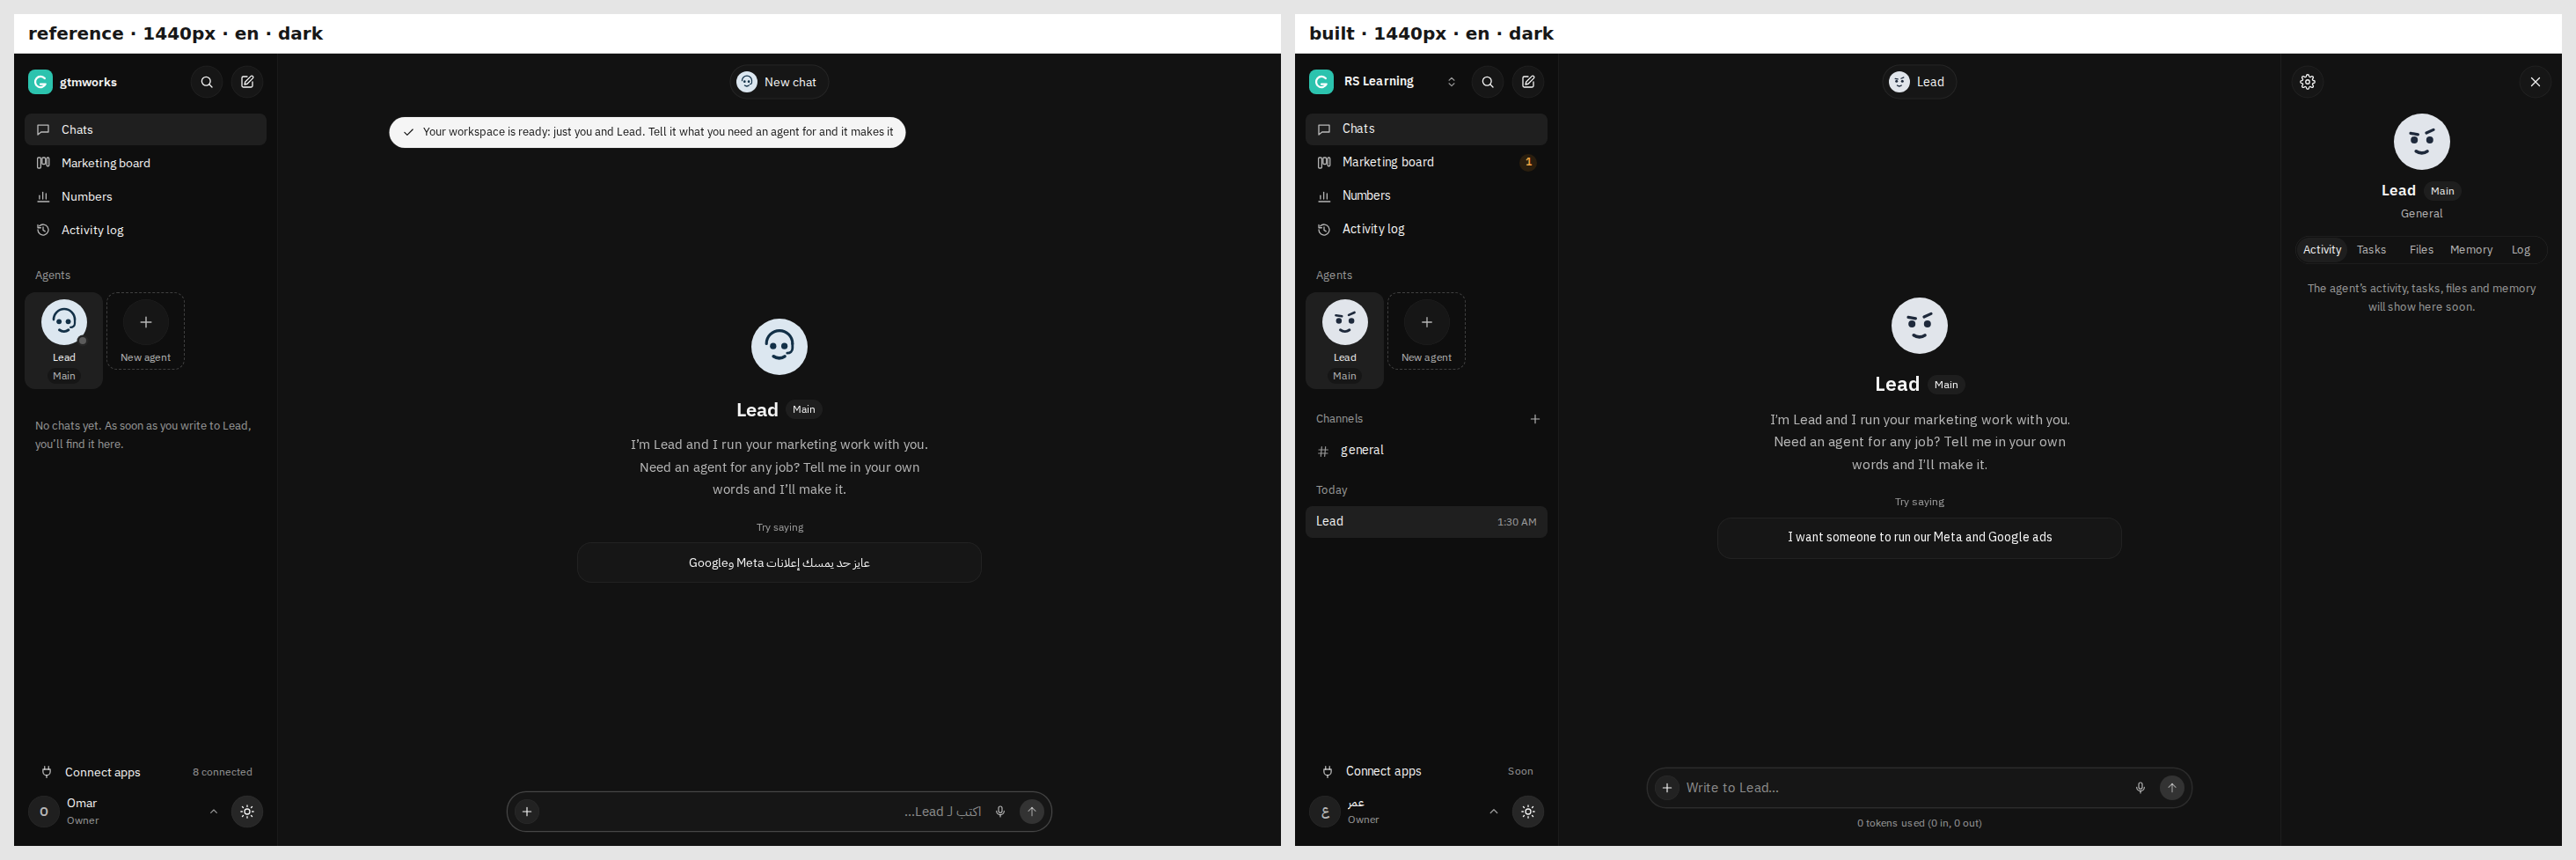 reference · 1440px · en · dark
gtmworks
New chat
Your workspace is ready: just you and Lead. Tell it what you need an agent for and it makes it
Chats
Marketing board
Numbers
Activity log
Agents
Lead
Main
New agent
No chats yet. As soon as you write to Lead,
you’ll find it here.
Lead Main
I’m Lead and I run your marketing work with you.
Need an agent for any job? Tell me in your own
words and I’ll make it.
Try saying
عايز حد يمسك إعلانات Meta وGoogle
Connect apps 8 connected
O
Omar
Owner
اكتب لـ Lead...
built · 1440px · en · dark
RS Learning
Lead
Chats
Marketing board 1
Numbers
Activity log
Agents
Lead
Main
New agent
Channels
general
Today
Lead 1:30 AM
Lead Main
I’m Lead and I run your marketing work with you.
Need an agent for any job? Tell me in your own
words and I’ll make it.
Try saying
I want someone to run our Meta and Google ads
Connect apps Soon
ع
عمر
Owner
Write to Lead...
0 tokens used (0 in, 0 out)
Lead Main
General
Activity Tasks Files Memory Log
The agent’s activity, tasks, files and memory
will show here soon.